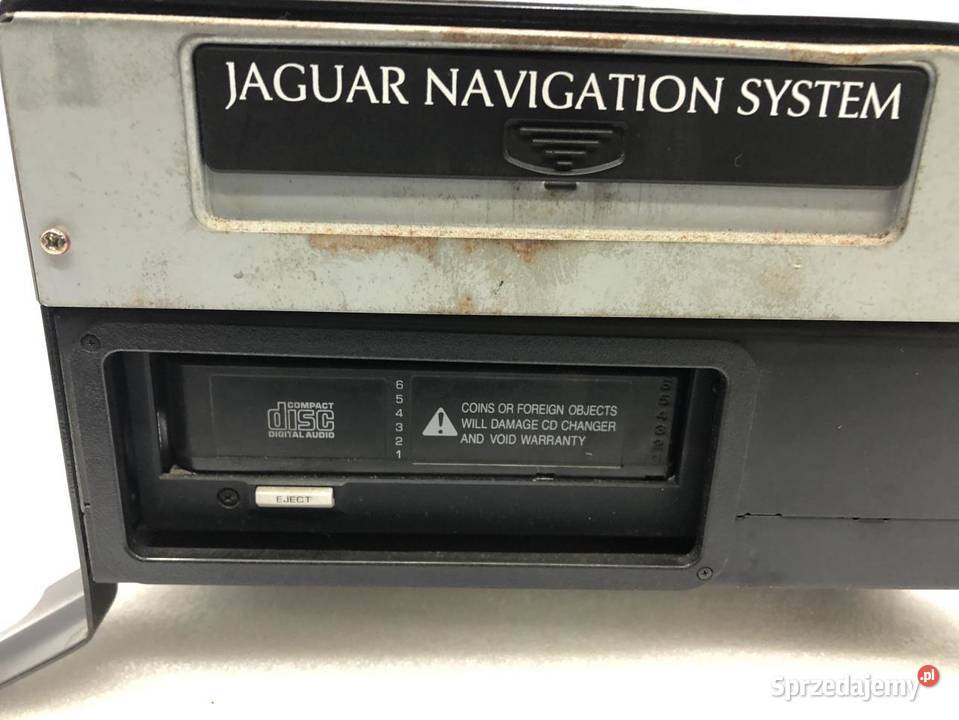 JAGUAR NAVIGATION SYSTEM
COMPACT
disc
DIGITAL AUDIO
6
5
4
3
2
1
COINS OR FOREIGN OBJECTS
WILL DAMAGE CD CHANGER
AND VOID WARRANTY
EJECT
Sprzedajemy.pl